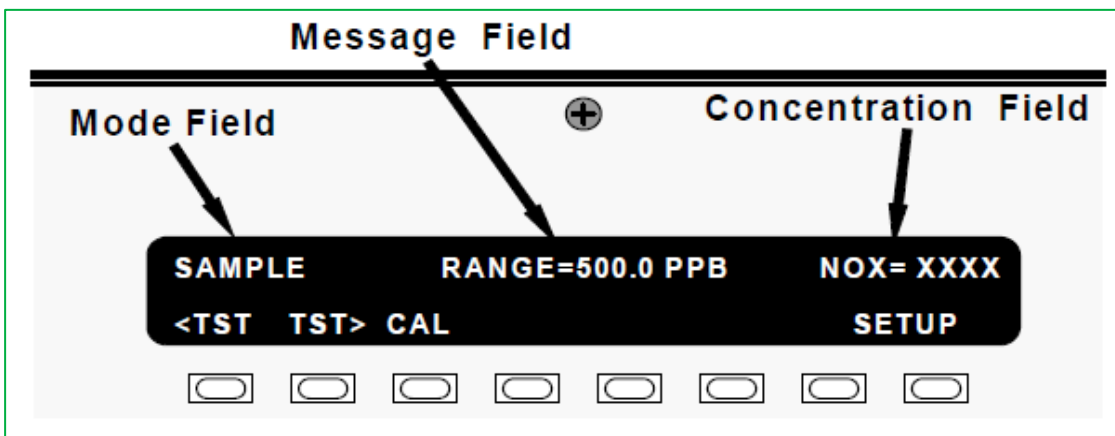 Message Field
Mode Field
Concentration Field
SAMPLE RANGE=500.0 PPB NOX= XXXX
<TST TST> CAL SETUP